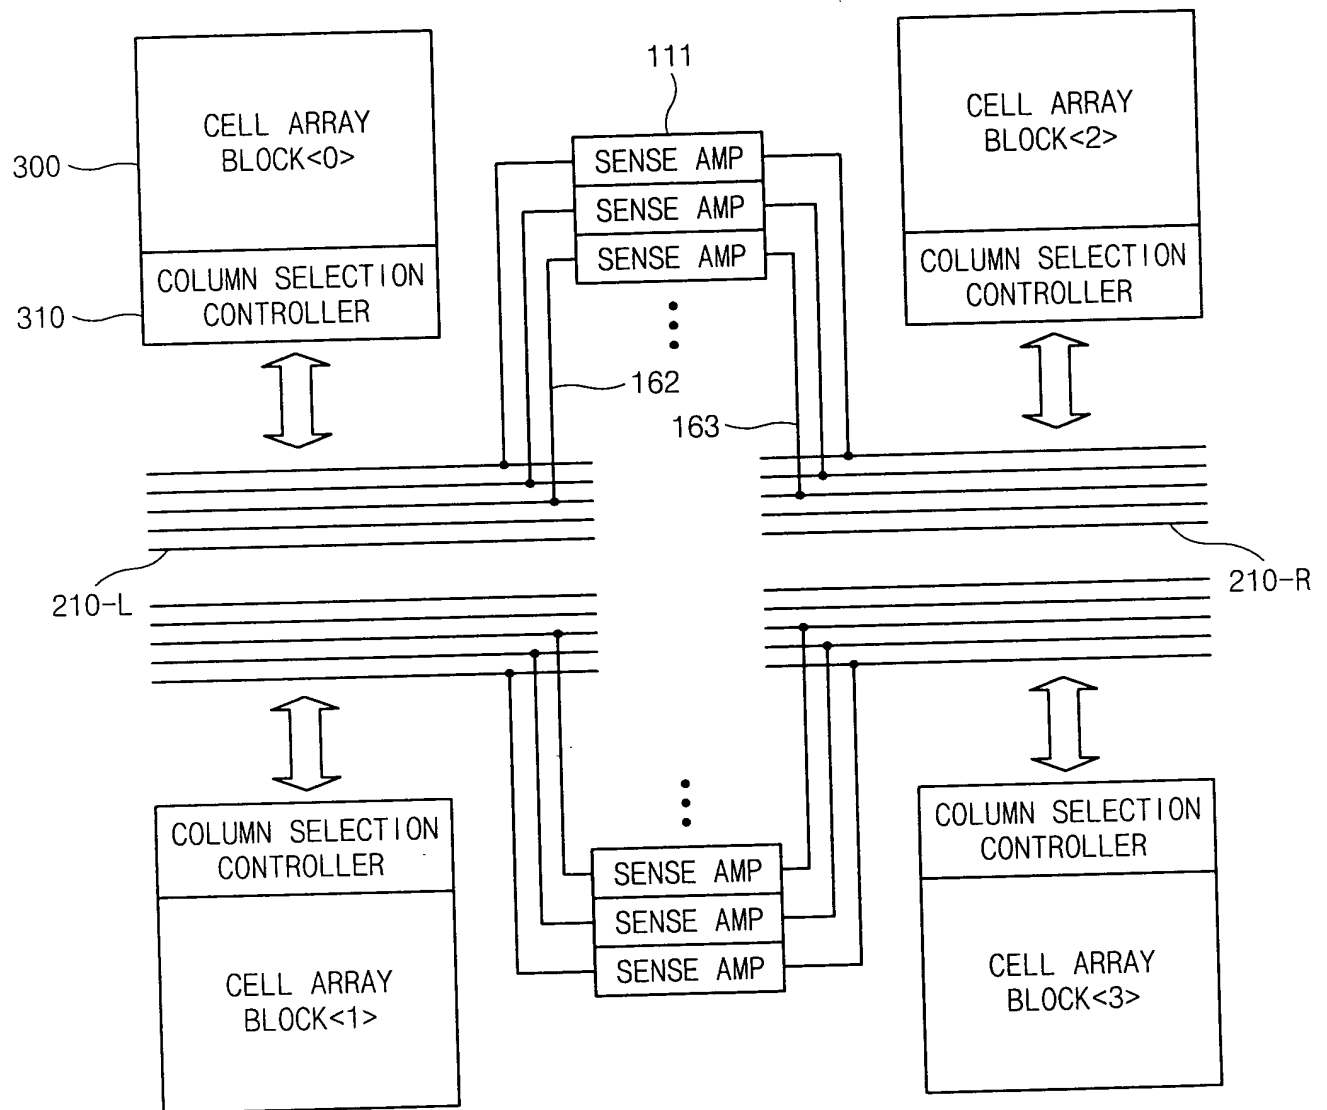 111
CELL ARRAY
BLOCK<0>
CELL ARRAY
BLOCK<2>
300
SENSE AMP
SENSE AMP
SENSE AMP
COLUMN SELECTION
CONTROLLER
COLUMN SELECTION
CONTROLLER
310
162
163
210-L
210-R
COLUMN SELECTION
CONTROLLER
COLUMN SELECTION
CONTROLLER
SENSE AMP
SENSE AMP
SENSE AMP
CELL ARRAY
BLOCK<1>
CELL ARRAY
BLOCK<3>